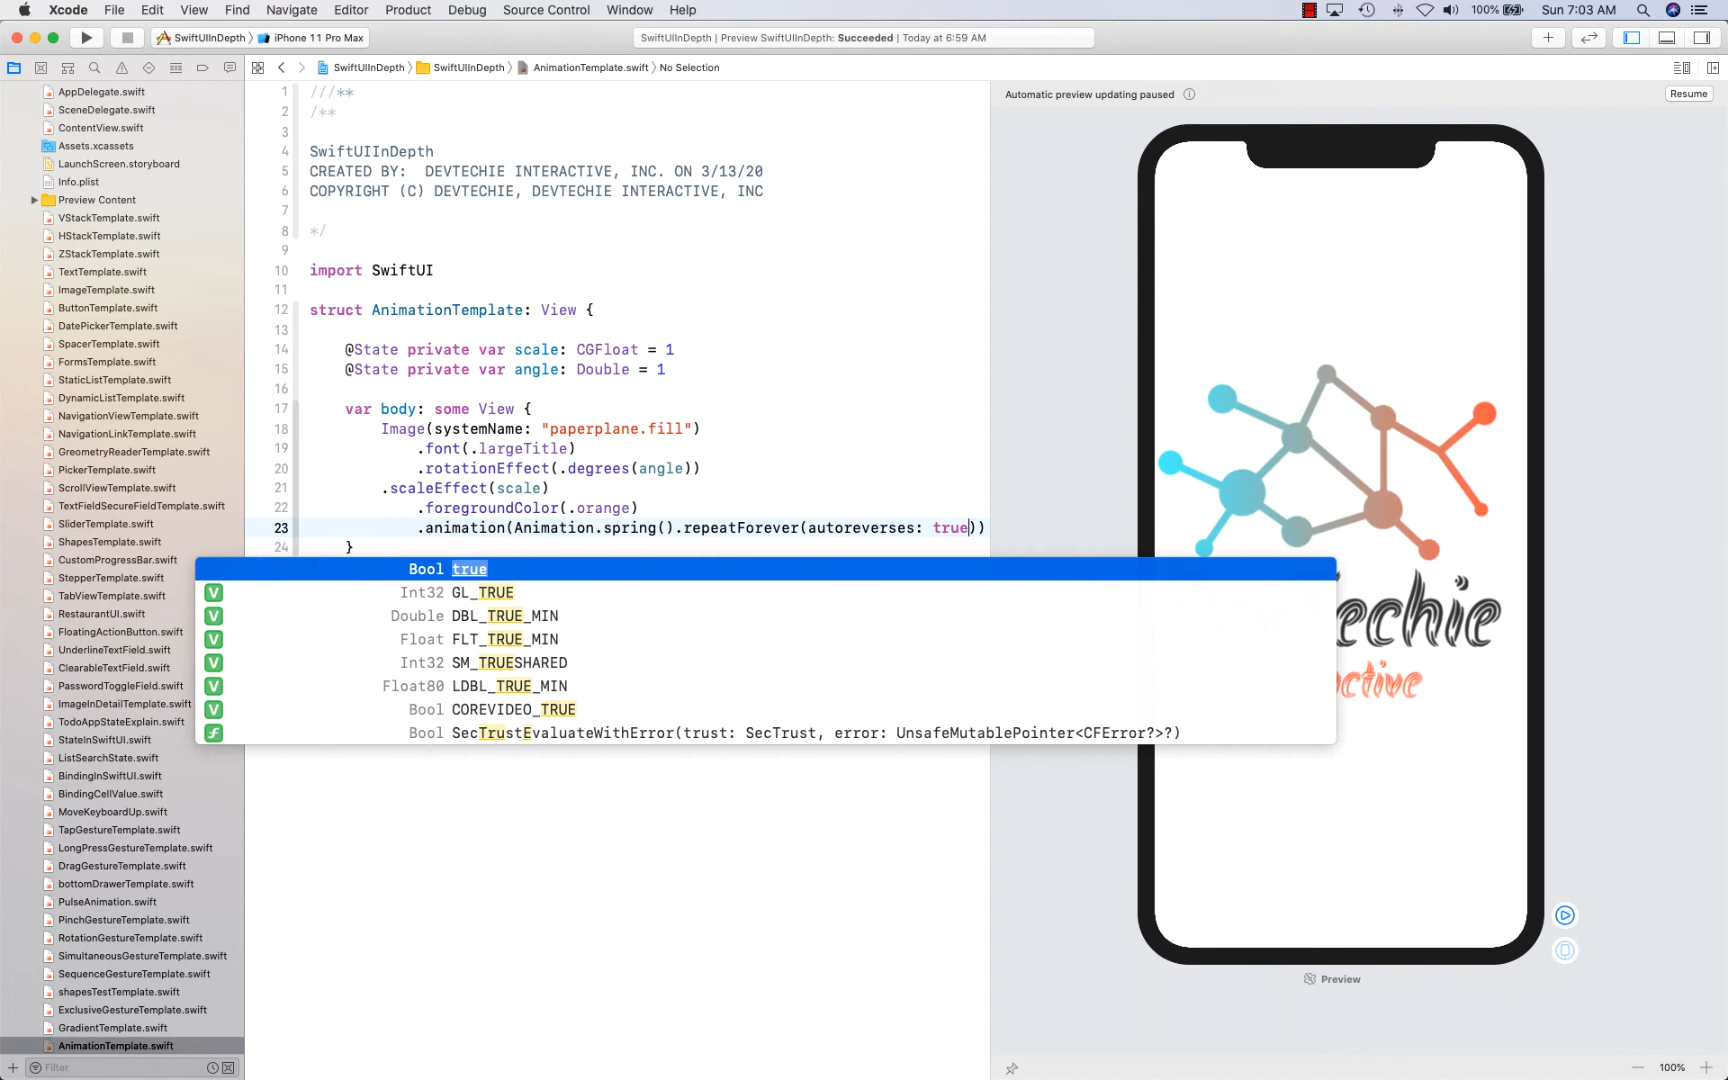 Xcode File Edit View Find Navigate Editor Product Debug Source Control Window Help 100% Sun 7:03 AM
SwiftUIInDepth iPhone 11 Pro Max SwiftUIInDepth | Preview SwiftUIInDepth: Succeeded | Today at 6:59 AM
SwiftUIInDepth SwiftUIInDepth AnimationTemplate.swift No Selection
AppDelegate.swift
SceneDelegate.swift
ContentView.swift
Assets.xcassets
LaunchScreen.storyboard
Info.plist
Preview Content
VStackTemplate.swift
HStackTemplate.swift
ZStackTemplate.swift
TextTemplate.swift
ImageTemplate.swift
ButtonTemplate.swift
DatePickerTemplate.swift
SpacerTemplate.swift
FormsTemplate.swift
StaticListTemplate.swift
DynamicListTemplate.swift
NavigationViewTemplate.swift
NavigationLinkTemplate.swift
GreometryReaderTemplate.swift
PickerTemplate.swift
ScrollViewTemplate.swift
TextFieldSecureFieldTemplate.swift
SliderTemplate.swift
ShapesTemplate.swift
CustomProgressBar.swift
StepperTemplate.swift
TabViewTemplate.swift
RestaurantUI.swift
FloatingActionButton.swift
UnderlineTextField.swift
ClearableTextField.swift
PasswordToggleField.swift
ImageInDetailTemplate.swift
TodoAppStateExplain.swift
StateInSwiftUI.swift
ListSearchState.swift
BindingInSwiftUI.swift
BindingCellValue.swift
MoveKeyboardUp.swift
TapGestureTemplate.swift
LongPressGestureTemplate.swift
DragGestureTemplate.swift
bottomDrawerTemplate.swift
PulseAnimation.swift
PinchGestureTemplate.swift
RotationGestureTemplate.swift
SimultaneousGestureTemplate.swift
SequenceGestureTemplate.swift
shapesTestTemplate.swift
ExclusiveGestureTemplate.swift
GradientTemplate.swift
AnimationTemplate.swift
Filter
1 ///**
2 /**
3
4 SwiftUIInDepth
5 CREATED BY:  DEVTECHIE INTERACTIVE, INC. ON 3/13/20
6 COPYRIGHT (C) DEVTECHIE, DEVTECHIE INTERACTIVE, INC
7
8 */
9
10 import SwiftUI
11
12 struct AnimationTemplate: View {
13
14 @State private var scale: CGFloat = 1
15 @State private var angle: Double = 1
16
17 var body: some View {
18 Image(systemName: "paperplane.fill")
19 .font(.largeTitle)
20 .rotationEffect(.degrees(angle))
21 .scaleEffect(scale)
22 .foregroundColor(.orange)
23 .animation(Animation.spring().repeatForever(autoreverses: true))
24 }
Bool true
V Int32 GL_TRUE
V Double DBL_TRUE_MIN
V Float FLT_TRUE_MIN
V Int32 SM_TRUESHARED
V Float80 LDBL_TRUE_MIN
V Bool COREVIDEO_TRUE
f Bool SecTrustEvaluateWithError(trust: SecTrust, error: UnsafeMutablePointer<CFError?>?)
Automatic preview updating paused Resume
echie
ctive
Preview
100%